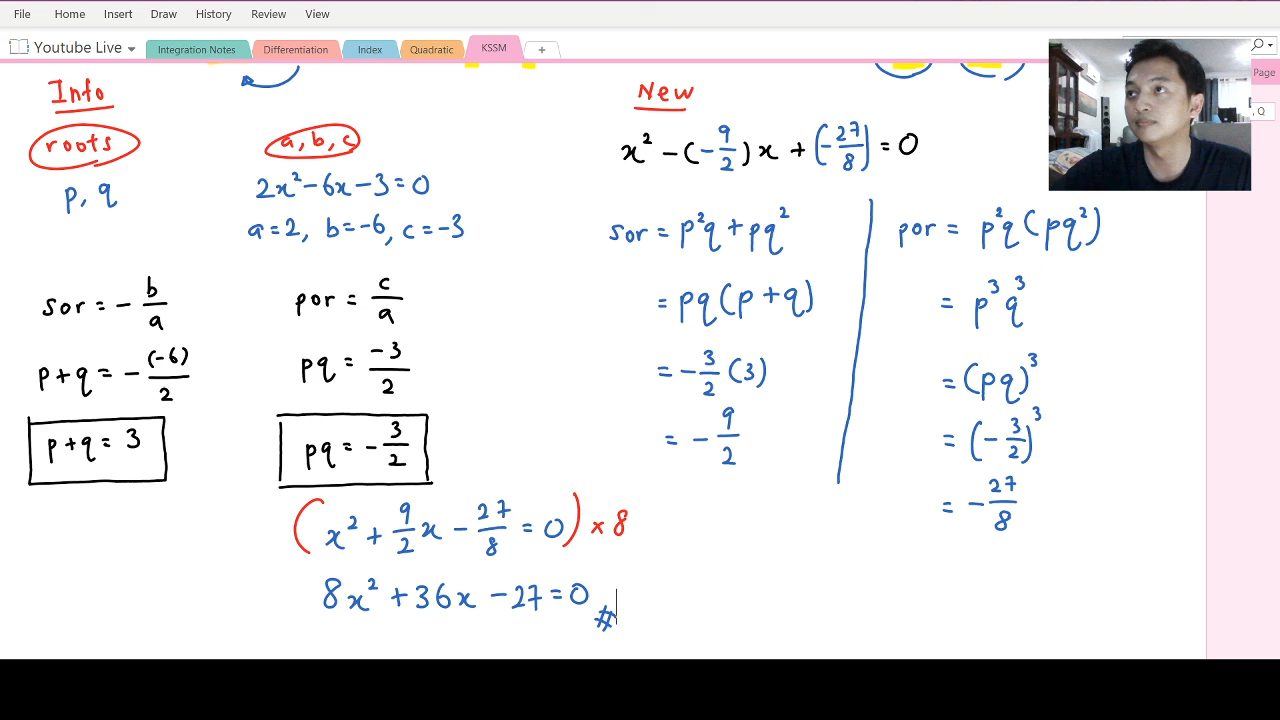 File Home Insert Draw History Review View
Youtube Live Integration Notes Differentiation Index Quadratic KSSM +
Page
, Q
Info
roots
p, q
a, b, c
2x² - 6x - 3 = 0
a = 2, b = -6, c = -3
sor = - b/a
p + q = - (-6)/2
p + q = 3
por = c/a
pq = -3/2
pq = - 3/2
New
x² - (- 9/2) x + (- 27/8) = 0
sor = p²q + pq²
= pq (p + q)
= - 3/2 (3)
= - 9/2
por = p²q (pq²)
= p³q³
= (pq)³
= (- 3/2)³
= - 27/8
( x² + 9/2 x - 27/8 = 0 ) × 8
8x² + 36x - 27 = 0 #